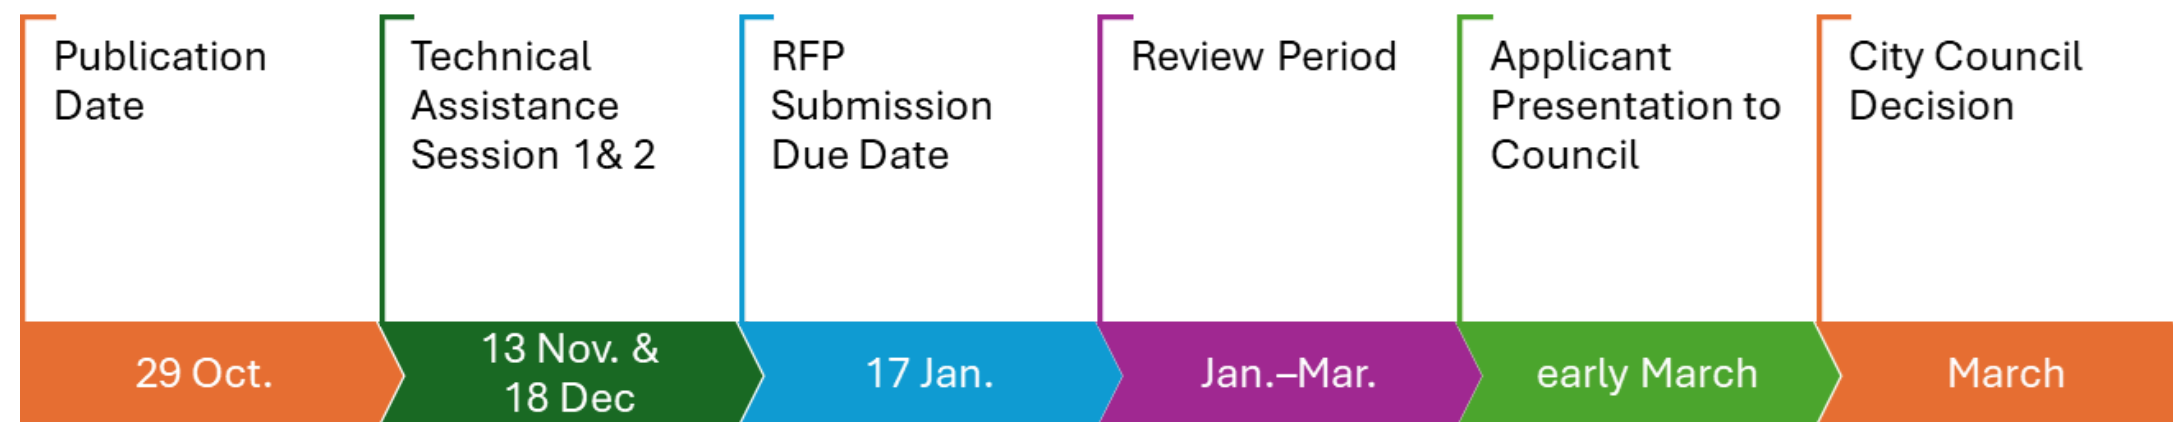 Publication
Date
Technical
Assistance
Session 1& 2
RFP
Submission
Due Date
Review Period
Applicant
Presentation to
Council
City Council
Decision
29 Oct.
13 Nov. &
18 Dec
17 Jan.
Jan.–Mar.
early March
March